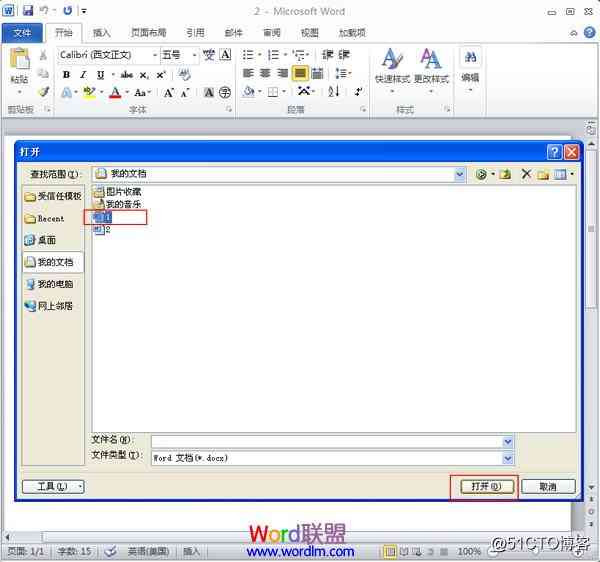 2 - Microsoft Word
文件 开始 插入 页面布局 引用 邮件 审阅 视图 加载项
Calibri (西文正文) 五号
粘贴 快速样式 更改样式 编辑
剪贴板 字体 段落 样式
打开
查找范围(I): 我的文档
受信任模板
Recent
桌面
我的文档
我的电脑
网上邻居
图片收藏
我的音乐
1
2
文件名(N):
文件类型(T): Word 文档(*.docx)
工具(L) 打开(O) 取消
Word联盟
www.wordlm.com
页面: 1/1 字数: 15 英语(美国) 插入 100%
@51CTO博客